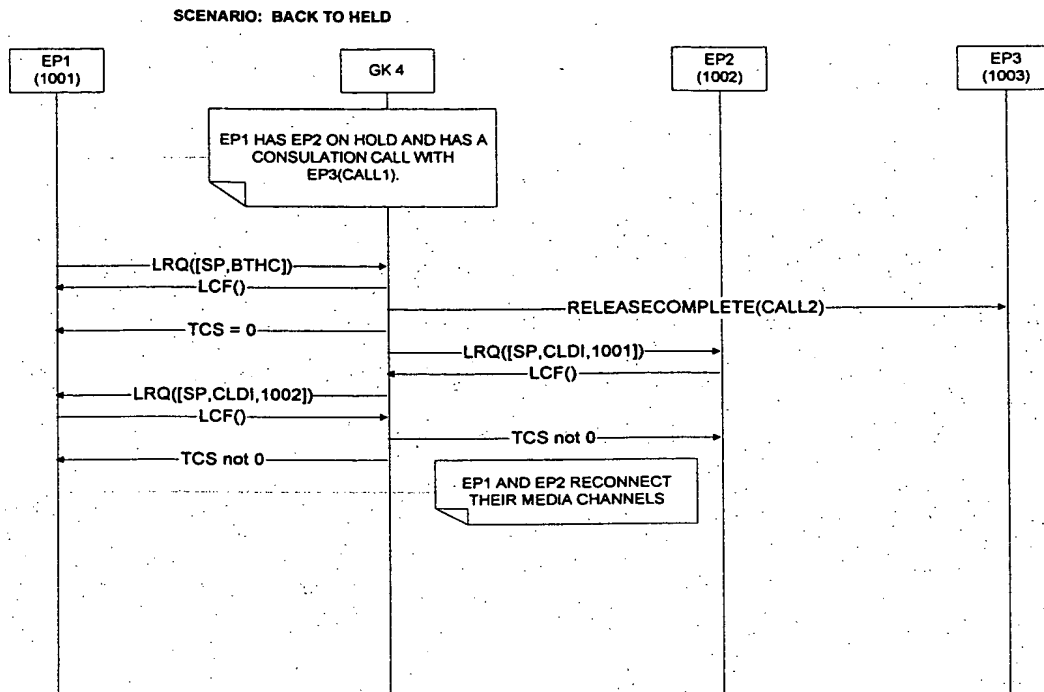 SCENARIO: BACK TO HELD
EP1
(1001)
GK 4
EP2
(1002)
EP3
(1003)
EP1 HAS EP2 ON HOLD AND HAS A
CONSULATION CALL WITH
EP3(CALL1).
LRQ([SP,BTHC])
LCF()
RELEASECOMPLETE(CALL2)
TCS = 0
LRQ([SP,CLDI,1001])
LCF()
LRQ([SP,CLDI,1002])
LCF()
TCS not 0
TCS not 0
EP1 AND EP2 RECONNECT
THEIR MEDIA CHANNELS